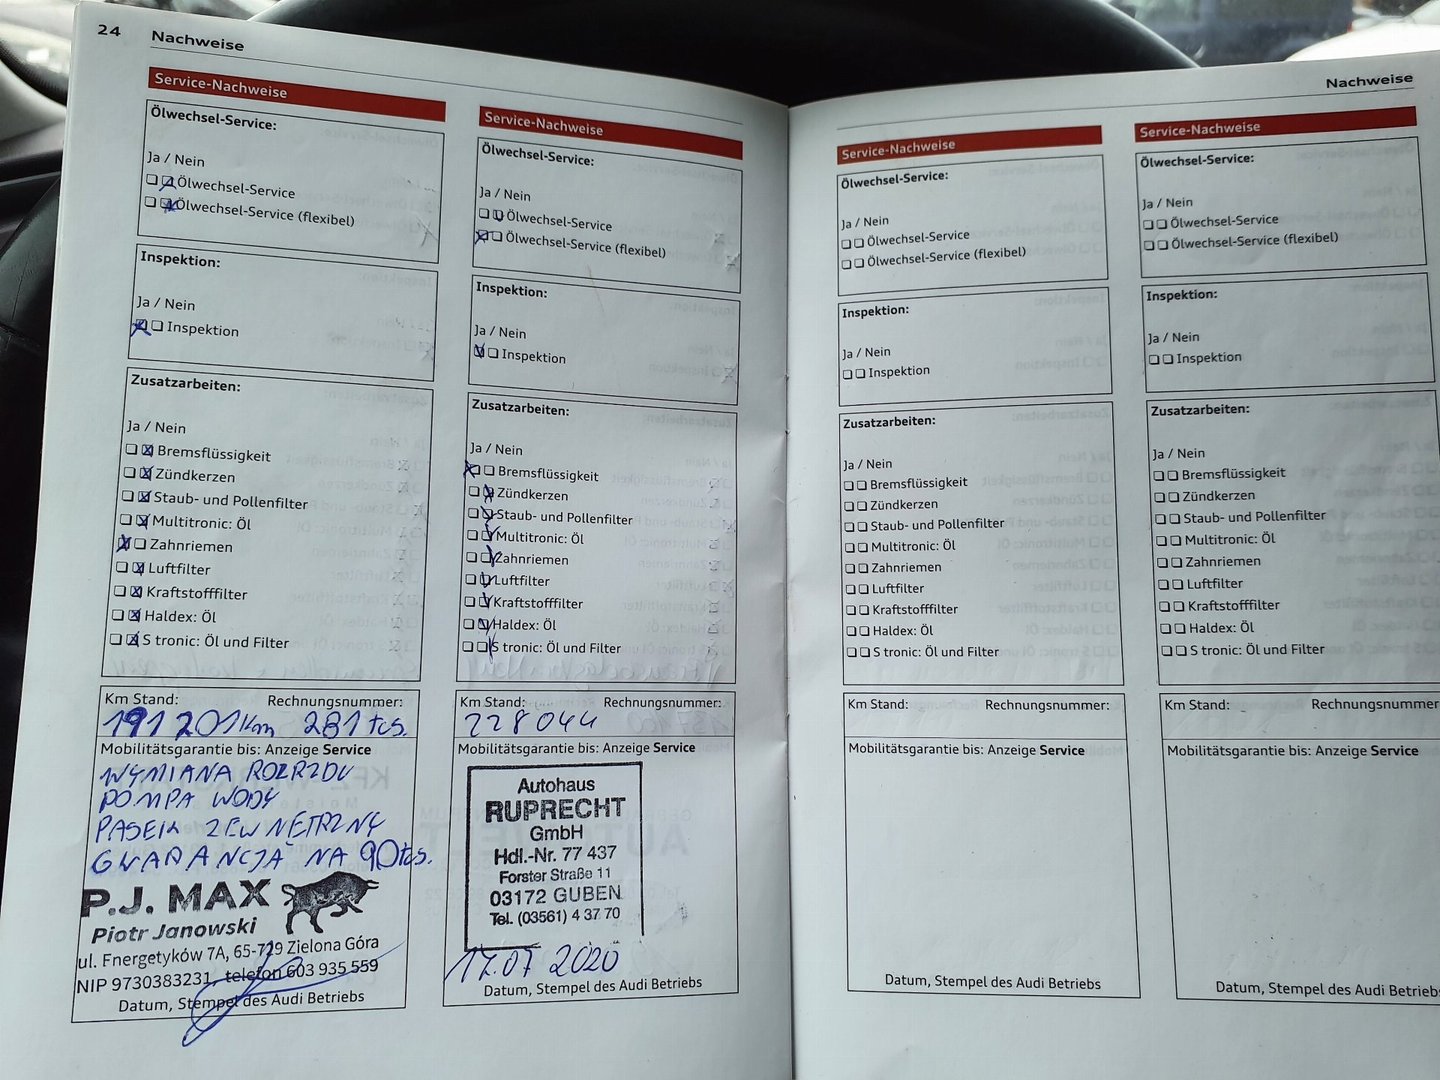 24
Nachweise
Service-Nachweise
Ölwechsel-Service:
Ja / Nein
Ölwechsel-Service
Ölwechsel-Service (flexibel)
Inspektion:
Ja / Nein
Inspektion
Zusatzarbeiten:
Ja / Nein
Bremsflüssigkeit
Zündkerzen
Staub- und Pollenfilter
Multitronic: Öl
Zahnriemen
Luftfilter
Kraftstofffilter
Haldex: Öl
S tronic: Öl und Filter
Km Stand: Rechnungsnummer:
191 201 km 281 tcs.
Mobilitätsgarantie bis: Anzeige Service
WYMIANA ROZRZDU
POMPA WODY
PASEK ZEWNĘTRZNY
GWARANCJA NA 90 tcs.
P.J. MAX
Piotr Janowski
ul. Energetyków 7A, 65-729 Zielona Góra
NIP 9730383231, telefon 603 935 559
Datum, Stempel des Audi Betriebs
Service-Nachweise
Ölwechsel-Service:
Ja / Nein
Ölwechsel-Service
Ölwechsel-Service (flexibel)
Inspektion:
Ja / Nein
Inspektion
Zusatzarbeiten:
Ja / Nein
Bremsflüssigkeit
Zündkerzen
Staub- und Pollenfilter
Multitronic: Öl
Zahnriemen
Luftfilter
Kraftstofffilter
Haldex: Öl
S tronic: Öl und Filter
Km Stand: Rechnungsnummer:
228044
Mobilitätsgarantie bis: Anzeige Service
Autohaus
RUPRECHT
GmbH
Hdl.-Nr. 77 437
Forster Straße 11
03172 GUBEN
Tel. (03561) 4 37 70
17.07 2020
Datum, Stempel des Audi Betriebs
Nachweise
Service-Nachweise
Ölwechsel-Service:
Ja / Nein
Ölwechsel-Service
Ölwechsel-Service (flexibel)
Inspektion:
Ja / Nein
Inspektion
Zusatzarbeiten:
Ja / Nein
Bremsflüssigkeit
Zündkerzen
Staub- und Pollenfilter
Multitronic: Öl
Zahnriemen
Luftfilter
Kraftstofffilter
Haldex: Öl
S tronic: Öl und Filter
Km Stand: Rechnungsnummer:
Mobilitätsgarantie bis: Anzeige Service
Datum, Stempel des Audi Betriebs
Service-Nachweise
Ölwechsel-Service:
Ja / Nein
Ölwechsel-Service
Ölwechsel-Service (flexibel)
Inspektion:
Ja / Nein
Inspektion
Zusatzarbeiten:
Ja / Nein
Bremsflüssigkeit
Zündkerzen
Staub- und Pollenfilter
Multitronic: Öl
Zahnriemen
Luftfilter
Kraftstofffilter
Haldex: Öl
S tronic: Öl und Filter
Km Stand: Rechnungsnummer
Mobilitätsgarantie bis: Anzeige Service
Datum, Stempel des Audi Betriebs